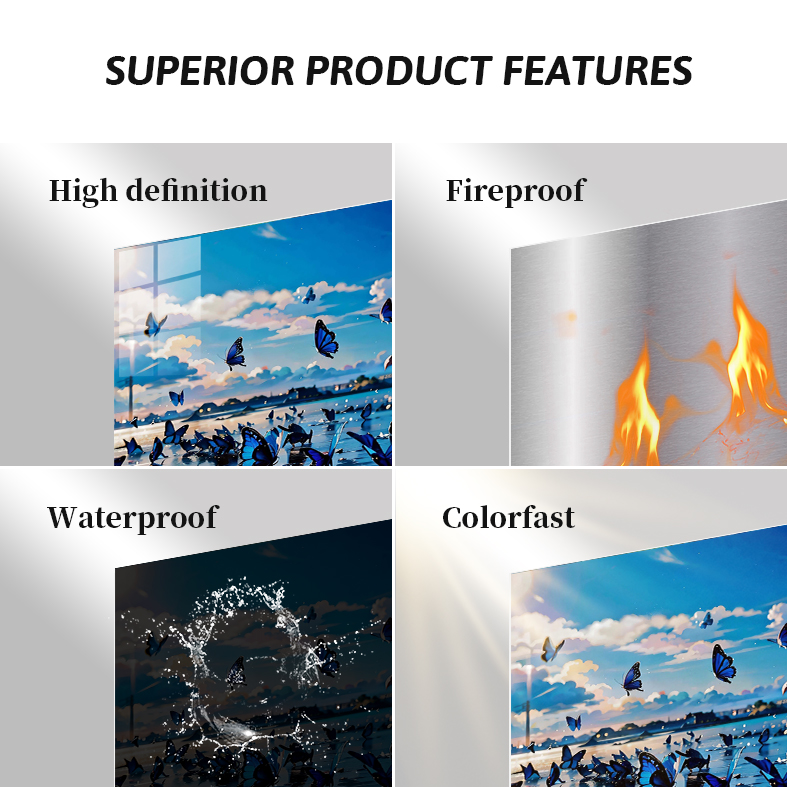 SUPERIOR PRODUCT FEATURES
High definition
Fireproof
Waterproof
Colorfast